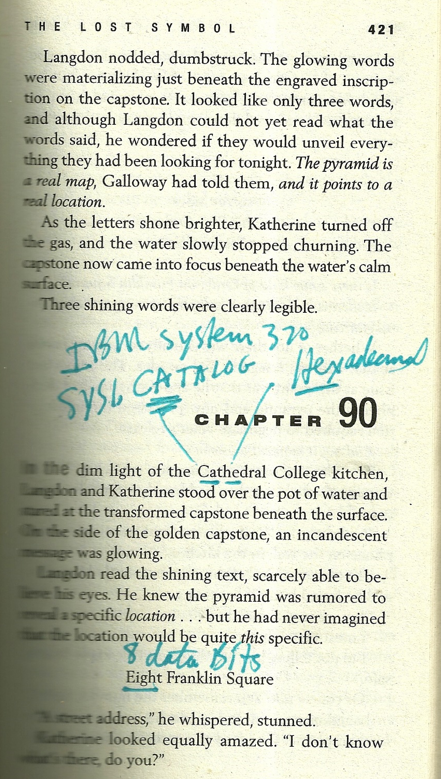 THE LOST SYMBOL 421
Langdon nodded, dumbstruck. The glowing words
were materializing just beneath the engraved inscrip-
tion on the capstone. It looked like only three words,
and although Langdon could not yet read what the
words said, he wondered if they would unveil every-
thing they had been looking for tonight. The pyramid is
a real map, Galloway had told them, and it points to a
real location.
As the letters shone brighter, Katherine turned off
the gas, and the water slowly stopped churning. The
capstone now came into focus beneath the water's calm
surface.
Three shining words were clearly legible.
IBM System 370
SYSL CATALOG Hexadecimal
CHAPTER 90
In the dim light of the Cathedral College kitchen,
Langdon and Katherine stood over the pot of water and
stared at the transformed capstone beneath the surface.
On the side of the golden capstone, an incandescent
message was glowing.
Langdon read the shining text, scarcely able to be-
lieve his eyes. He knew the pyramid was rumored to
reveal a specific location . . . but he had never imagined
that the location would be quite this specific.
8 data Bits
Eight Franklin Square
"A street address," he whispered, stunned.
Katherine looked equally amazed. "I don't know
what's there, do you?"